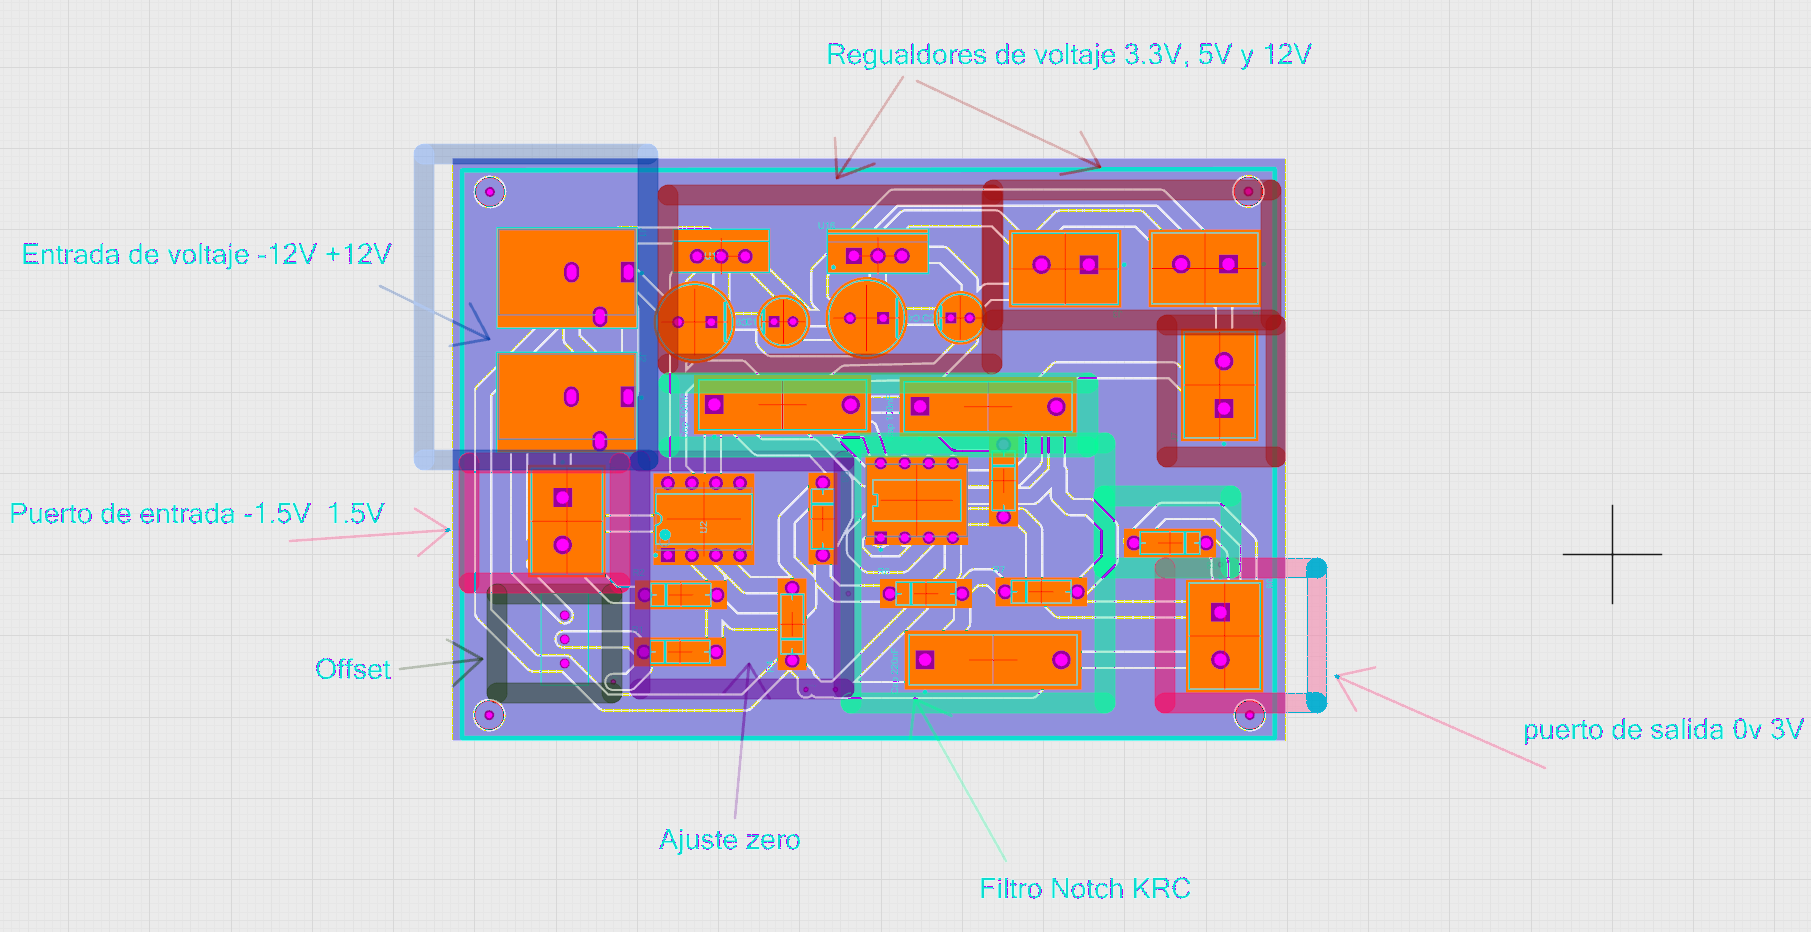 Regualdores de voltaje 3.3V, 5V y 12V
Entrada de voltaje -12V +12V
Puerto de entrada -1.5V 1.5V
U2
Offset
puerto de salida 0v 3V
Ajuste zero
Filtro Notch KRC